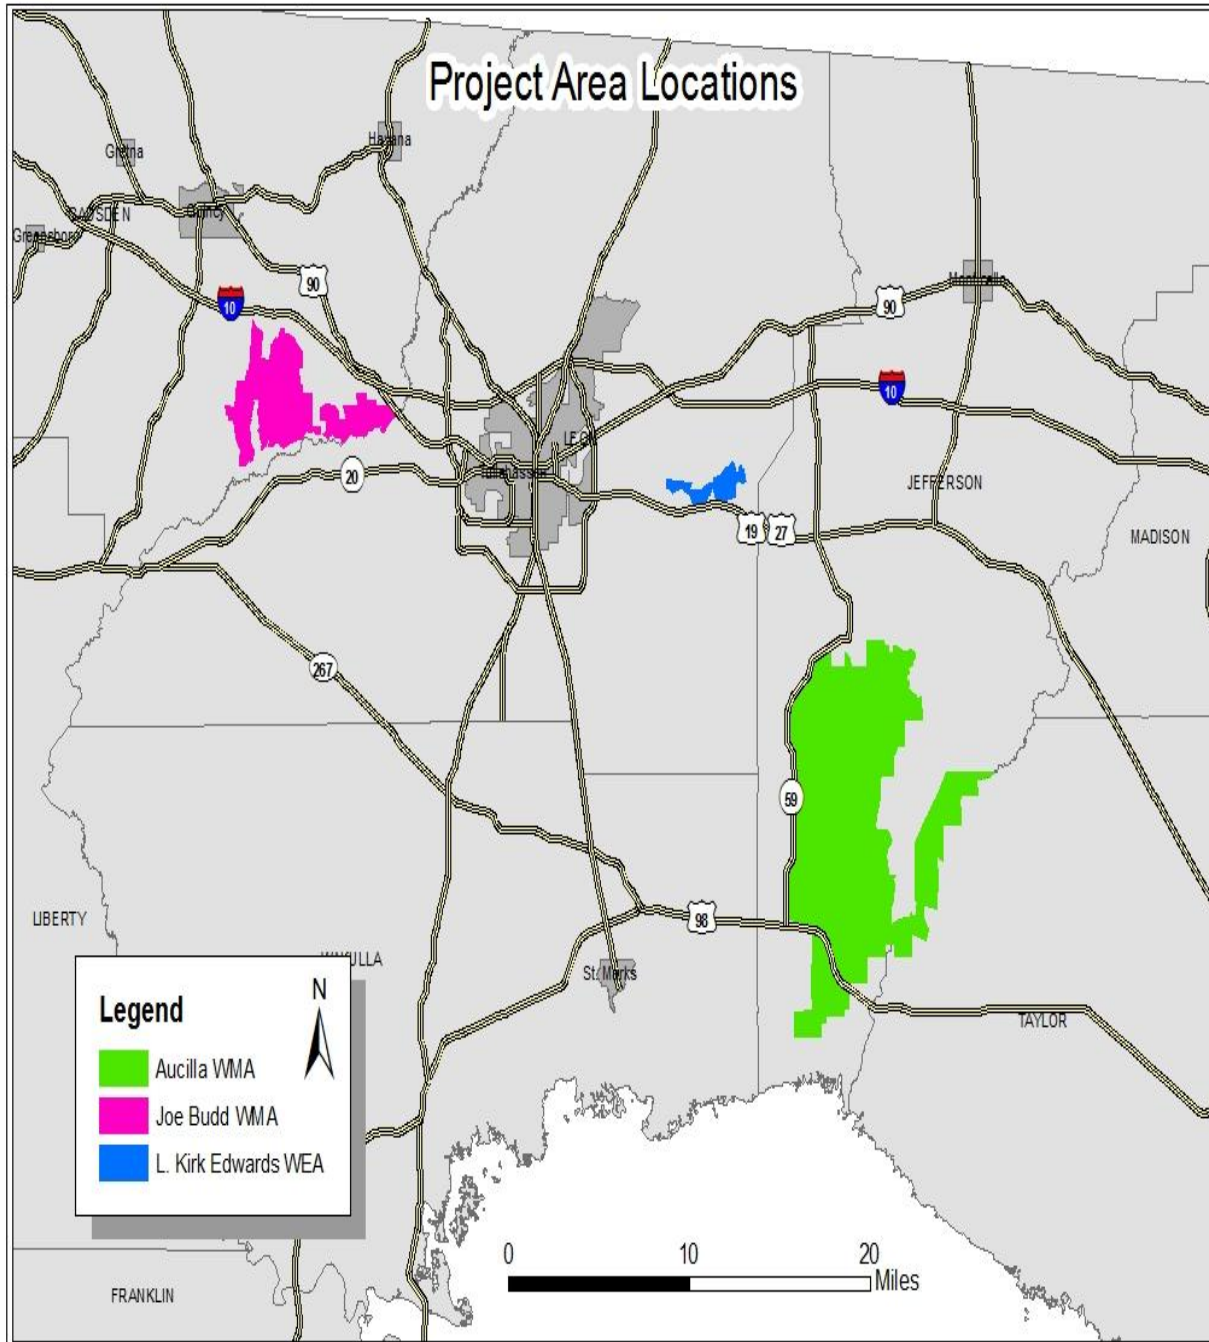 Project Area Locations
Havana
Gretna
Quincy
GADSDEN
Greensboro
90
10
Monticello
90
10
LEON
Tallahassee
20
JEFFERSON
19
27
MADISON
267
59
LIBERTY
98
WAKULLA
St. Marks
TAYLOR
Legend
N
Aucilla WMA
Joe Budd WMA
L. Kirk Edwards WEA
0 10 20
Miles
FRANKLIN